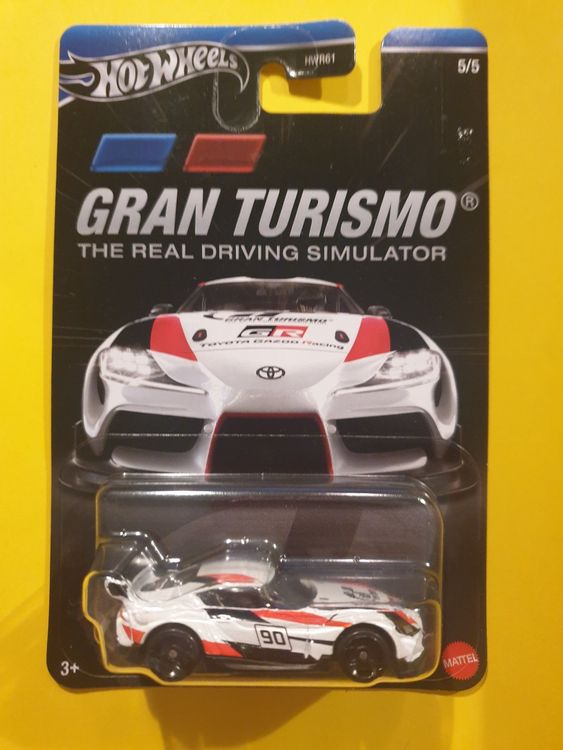 Hot Wheels
HWR61
5/5
GRAN TURISMO®
THE REAL DRIVING SIMULATOR
GRAN TURISMO
GR
TOYOTA GAZOO Racing
90
3+
MATTEL